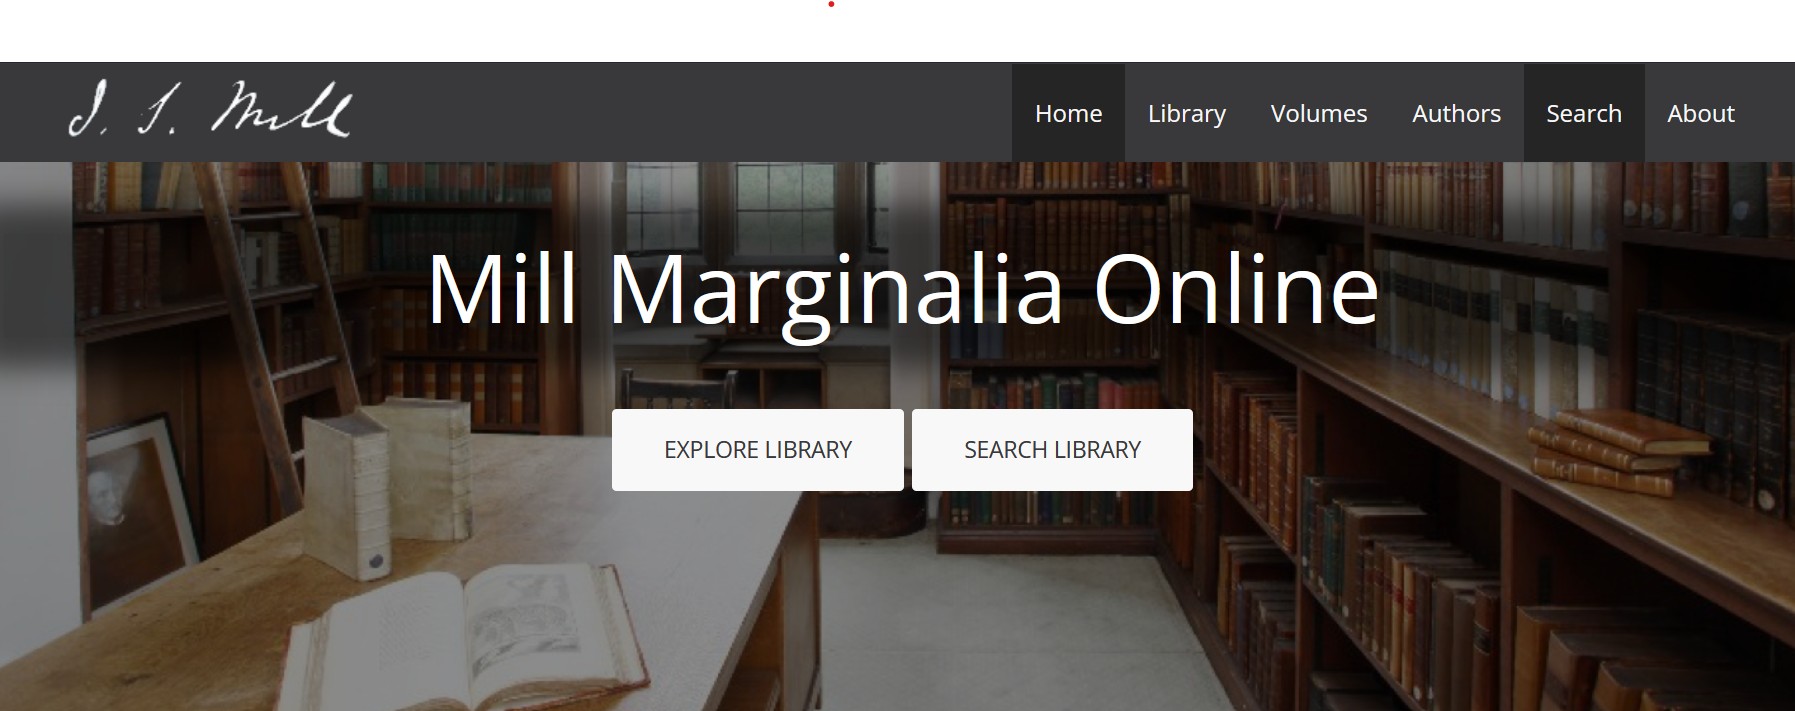 J. S. Mill
Home Library Volumes Authors Search About
Mill Marginalia Online
EXPLORE LIBRARY SEARCH LIBRARY